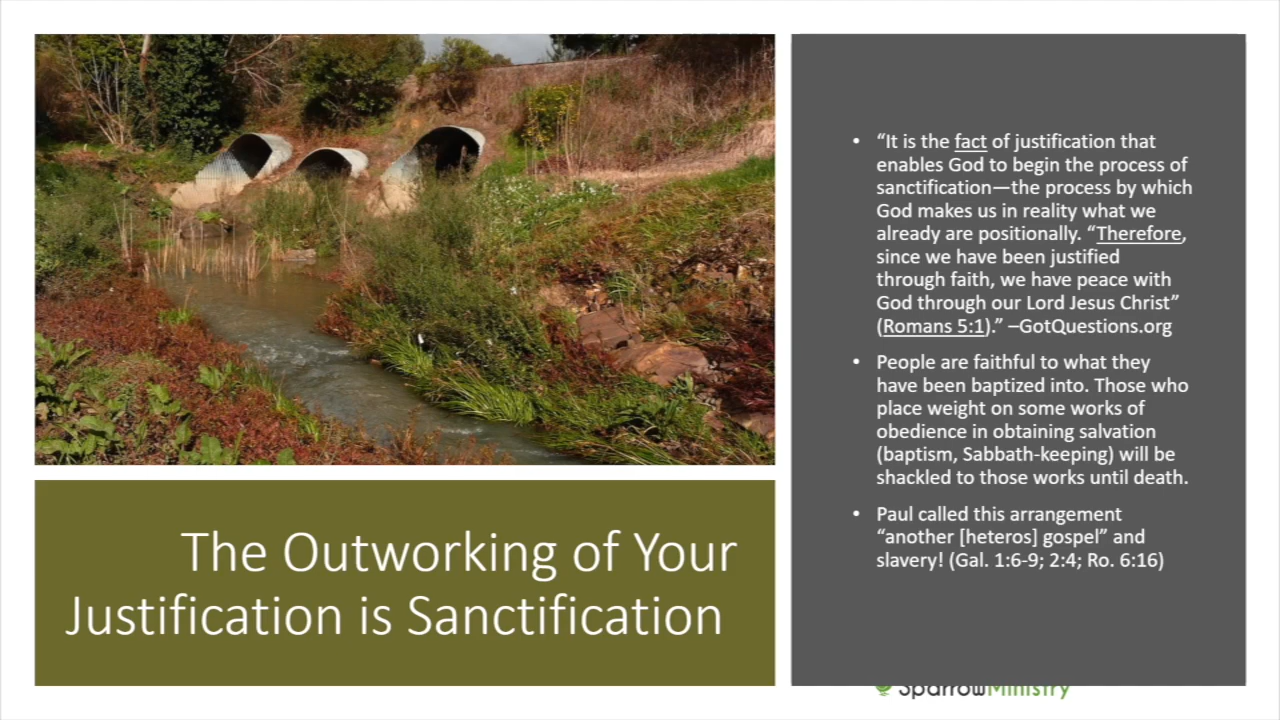 The Outworking of Your
Justification is Sanctification
• “It is the fact of justification that
enables God to begin the process of
sanctification—the process by which
God makes us in reality what we
already are positionally. “Therefore,
since we have been justified
through faith, we have peace with
God through our Lord Jesus Christ”
(Romans 5:1).” –GotQuestions.org
• People are faithful to what they
have been baptized into. Those who
place weight on some works of
obedience in obtaining salvation
(baptism, Sabbath-keeping) will be
shackled to those works until death.
• Paul called this arrangement
“another [heteros] gospel” and
slavery! (Gal. 1:6-9; 2:4; Ro. 6:16)
SparrowMinistry